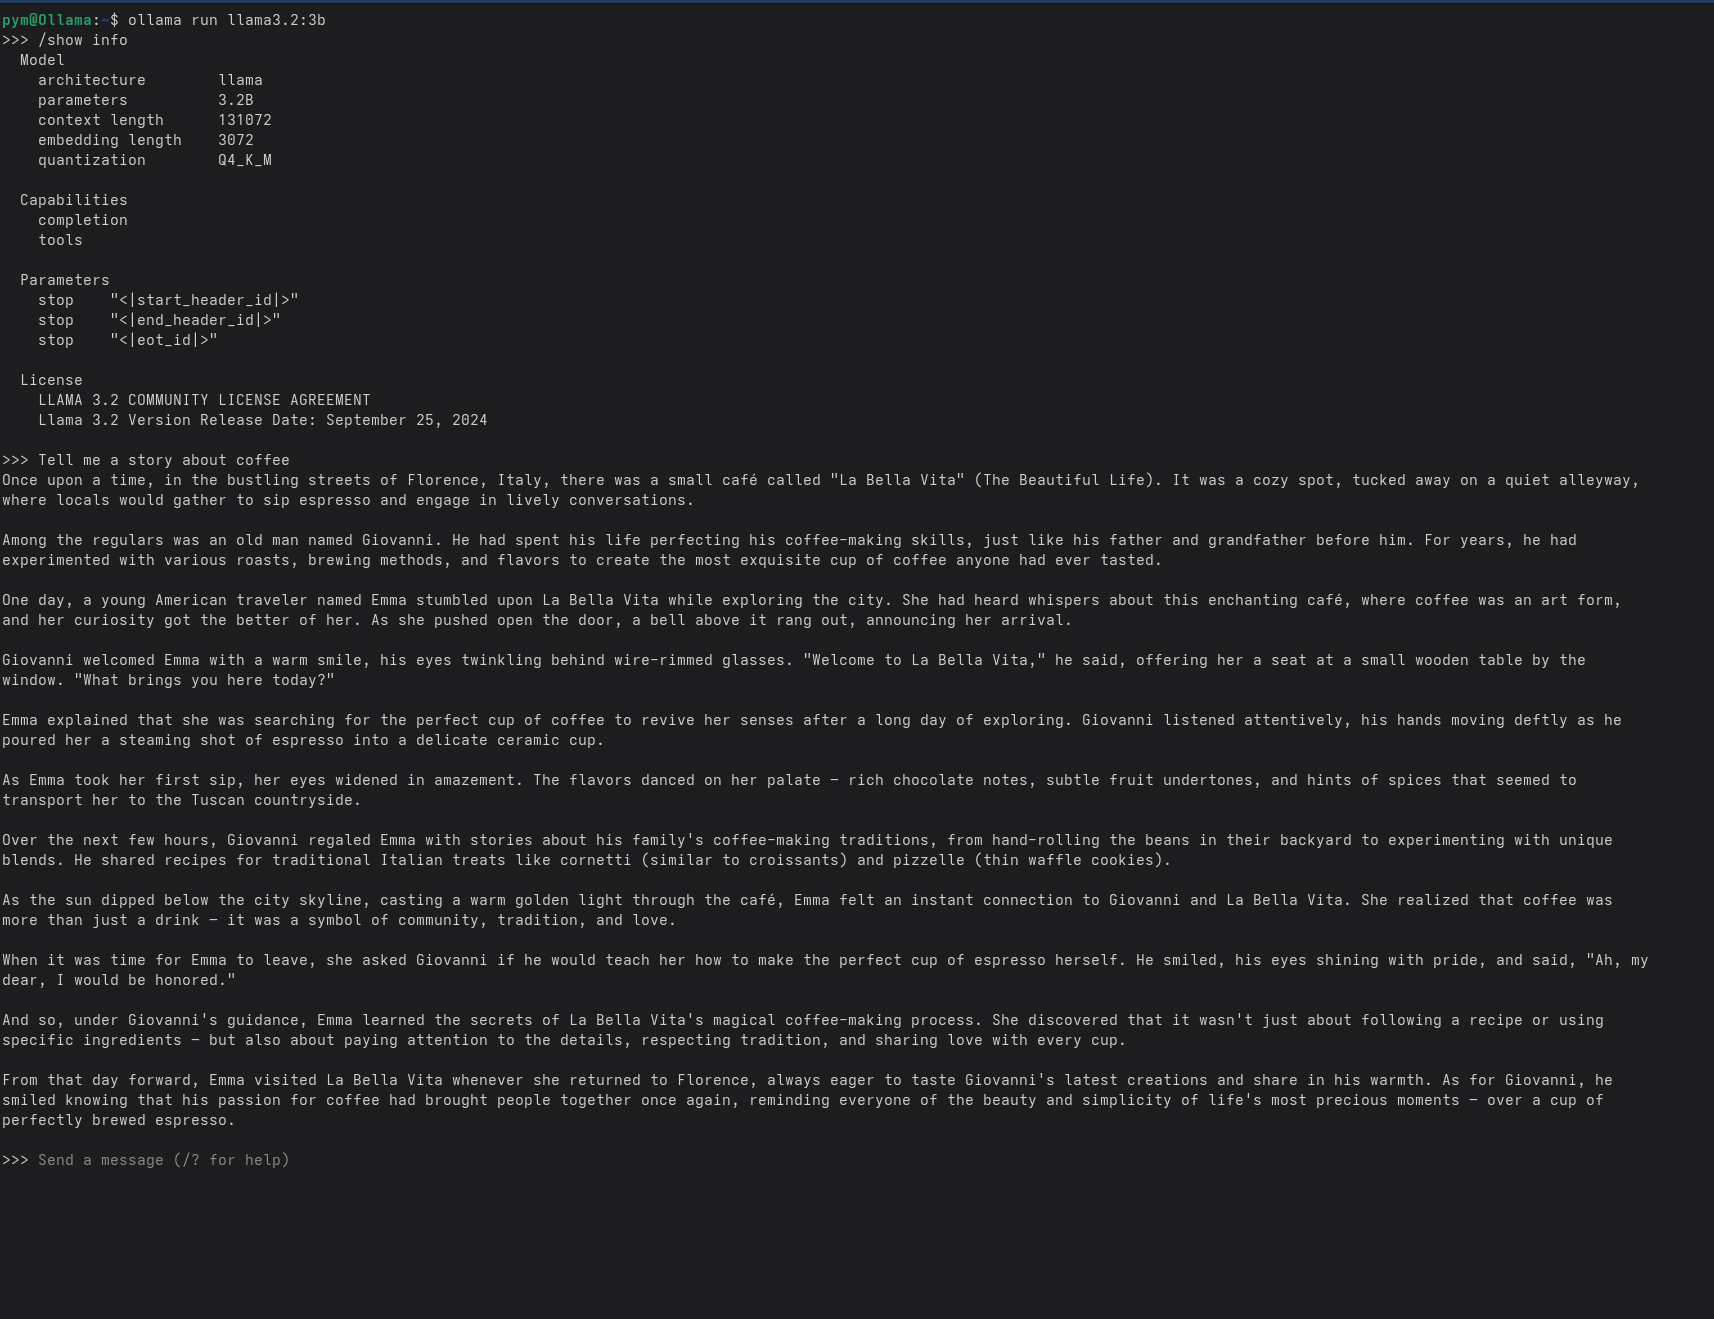 pym@Ollama:~$ ollama run llama3.2:3b
>>> /show info
  Model
    architecture        llama
    parameters          3.2B
    context length      131072
    embedding length    3072
    quantization        Q4_K_M

  Capabilities
    completion
    tools

  Parameters
    stop    "<|start_header_id|>"
    stop    "<|end_header_id|>"
    stop    "<|eot_id|>"

  License
    LLAMA 3.2 COMMUNITY LICENSE AGREEMENT
    Llama 3.2 Version Release Date: September 25, 2024

>>> Tell me a story about coffee
Once upon a time, in the bustling streets of Florence, Italy, there was a small café called "La Bella Vita" (The Beautiful Life). It was a cozy spot, tucked away on a quiet alleyway,
where locals would gather to sip espresso and engage in lively conversations.

Among the regulars was an old man named Giovanni. He had spent his life perfecting his coffee-making skills, just like his father and grandfather before him. For years, he had
experimented with various roasts, brewing methods, and flavors to create the most exquisite cup of coffee anyone had ever tasted.

One day, a young American traveler named Emma stumbled upon La Bella Vita while exploring the city. She had heard whispers about this enchanting café, where coffee was an art form,
and her curiosity got the better of her. As she pushed open the door, a bell above it rang out, announcing her arrival.

Giovanni welcomed Emma with a warm smile, his eyes twinkling behind wire-rimmed glasses. "Welcome to La Bella Vita," he said, offering her a seat at a small wooden table by the
window. "What brings you here today?"

Emma explained that she was searching for the perfect cup of coffee to revive her senses after a long day of exploring. Giovanni listened attentively, his hands moving deftly as he
poured her a steaming shot of espresso into a delicate ceramic cup.

As Emma took her first sip, her eyes widened in amazement. The flavors danced on her palate – rich chocolate notes, subtle fruit undertones, and hints of spices that seemed to
transport her to the Tuscan countryside.

Over the next few hours, Giovanni regaled Emma with stories about his family's coffee-making traditions, from hand-rolling the beans in their backyard to experimenting with unique
blends. He shared recipes for traditional Italian treats like cornetti (similar to croissants) and pizzelle (thin waffle cookies).

As the sun dipped below the city skyline, casting a warm golden light through the café, Emma felt an instant connection to Giovanni and La Bella Vita. She realized that coffee was
more than just a drink – it was a symbol of community, tradition, and love.

When it was time for Emma to leave, she asked Giovanni if he would teach her how to make the perfect cup of espresso herself. He smiled, his eyes shining with pride, and said, "Ah, my
dear, I would be honored."

And so, under Giovanni's guidance, Emma learned the secrets of La Bella Vita's magical coffee-making process. She discovered that it wasn't just about following a recipe or using
specific ingredients – but also about paying attention to the details, respecting tradition, and sharing love with every cup.

From that day forward, Emma visited La Bella Vita whenever she returned to Florence, always eager to taste Giovanni's latest creations and share in his warmth. As for Giovanni, he
smiled knowing that his passion for coffee had brought people together once again, reminding everyone of the beauty and simplicity of life's most precious moments – over a cup of
perfectly brewed espresso.

>>> Send a message (/? for help)